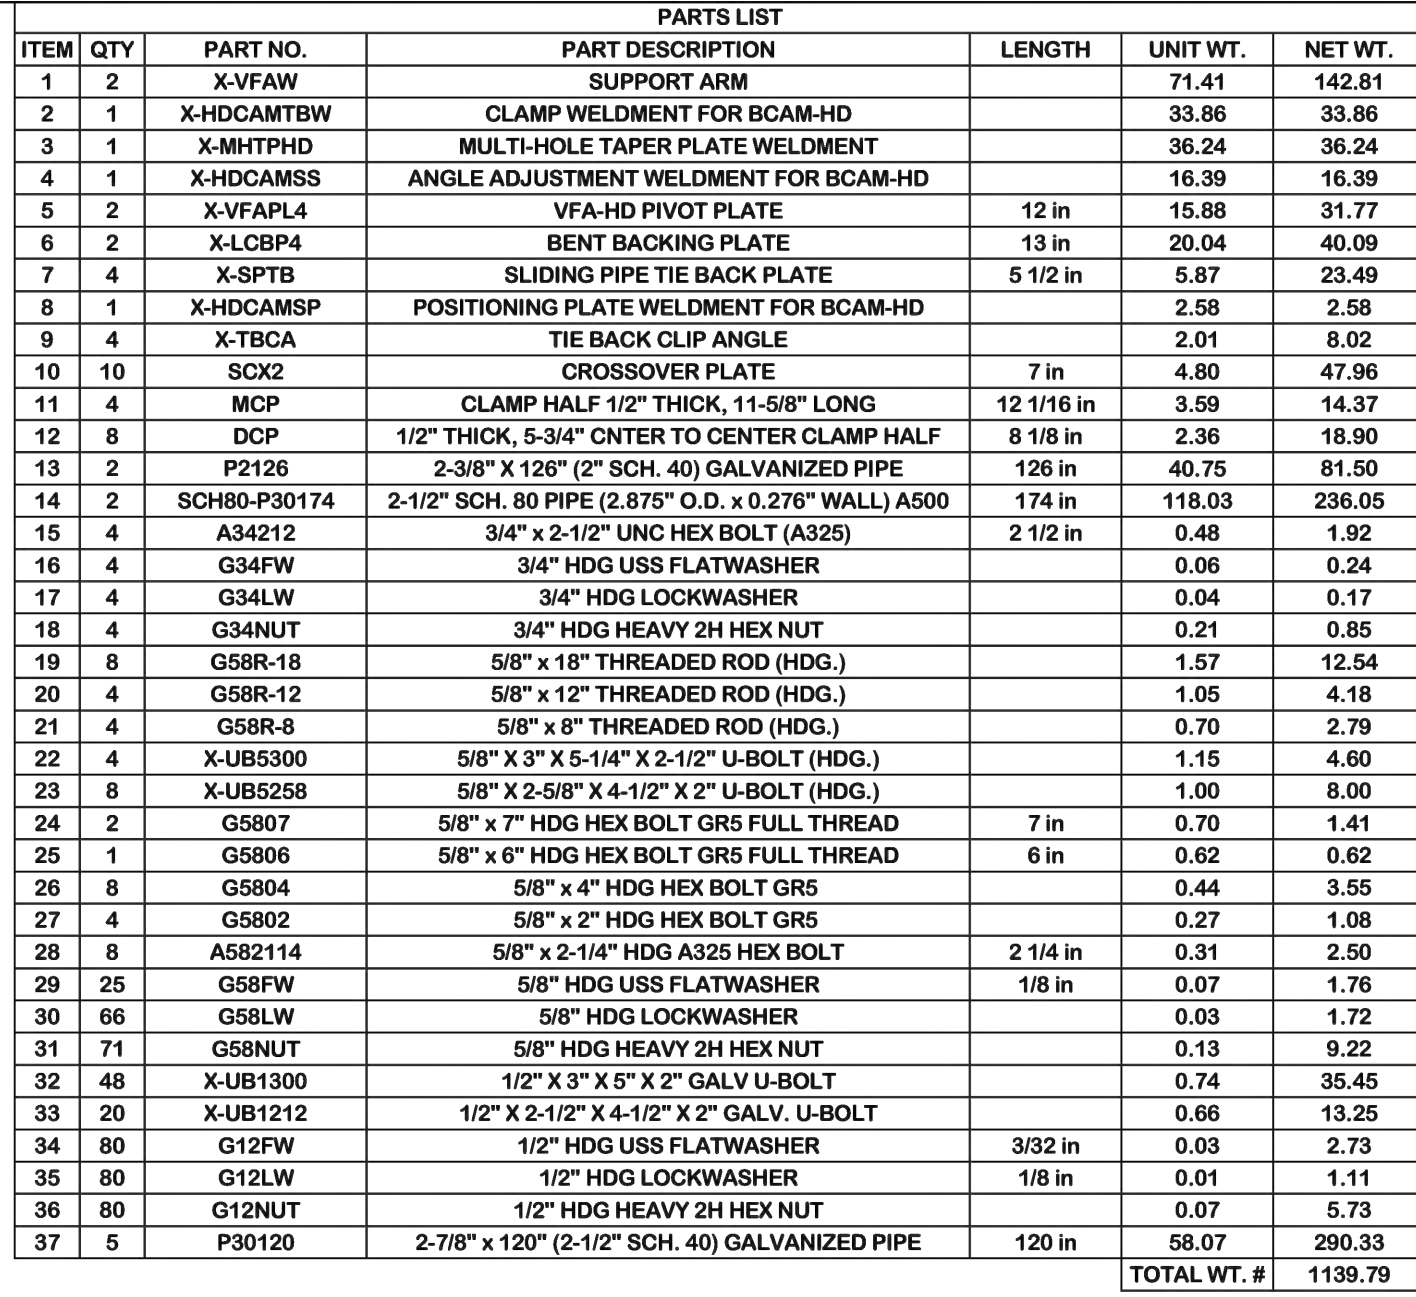 PARTS LIST
ITEM QTY PART NO. PART DESCRIPTION LENGTH UNIT WT. NET WT.
1 2 X-VFAW SUPPORT ARM 71.41 142.81
2 1 X-HDCAMTBW CLAMP WELDMENT FOR BCAM-HD 33.86 33.86
3 1 X-MHTPHD MULTI-HOLE TAPER PLATE WELDMENT 36.24 36.24
4 1 X-HDCAMSS ANGLE ADJUSTMENT WELDMENT FOR BCAM-HD 16.39 16.39
5 2 X-VFAPL4 VFA-HD PIVOT PLATE 12 in 15.88 31.77
6 2 X-LCBP4 BENT BACKING PLATE 13 in 20.04 40.09
7 4 X-SPTB SLIDING PIPE TIE BACK PLATE 5 1/2 in 5.87 23.49
8 1 X-HDCAMSP POSITIONING PLATE WELDMENT FOR BCAM-HD 2.58 2.58
9 4 X-TBCA TIE BACK CLIP ANGLE 2.01 8.02
10 10 SCX2 CROSSOVER PLATE 7 in 4.80 47.96
11 4 MCP CLAMP HALF 1/2" THICK, 11-5/8" LONG 12 1/16 in 3.59 14.37
12 8 DCP 1/2" THICK, 5-3/4" CNTER TO CENTER CLAMP HALF 8 1/8 in 2.36 18.90
13 2 P2126 2-3/8" X 126" (2" SCH. 40) GALVANIZED PIPE 126 in 40.75 81.50
14 2 SCH80-P30174 2-1/2" SCH. 80 PIPE (2.875" O.D. x 0.276" WALL) A500 174 in 118.03 236.05
15 4 A34212 3/4" x 2-1/2" UNC HEX BOLT (A325) 2 1/2 in 0.48 1.92
16 4 G34FW 3/4" HDG USS FLATWASHER 0.06 0.24
17 4 G34LW 3/4" HDG LOCKWASHER 0.04 0.17
18 4 G34NUT 3/4" HDG HEAVY 2H HEX NUT 0.21 0.85
19 8 G58R-18 5/8" x 18" THREADED ROD (HDG.) 1.57 12.54
20 4 G58R-12 5/8" x 12" THREADED ROD (HDG.) 1.05 4.18
21 4 G58R-8 5/8" x 8" THREADED ROD (HDG.) 0.70 2.79
22 4 X-UB5300 5/8" X 3" X 5-1/4" X 2-1/2" U-BOLT (HDG.) 1.15 4.60
23 8 X-UB5258 5/8" X 2-5/8" X 4-1/2" X 2" U-BOLT (HDG.) 1.00 8.00
24 2 G5807 5/8" x 7" HDG HEX BOLT GR5 FULL THREAD 7 in 0.70 1.41
25 1 G5806 5/8" x 6" HDG HEX BOLT GR5 FULL THREAD 6 in 0.62 0.62
26 8 G5804 5/8" x 4" HDG HEX BOLT GR5 0.44 3.55
27 4 G5802 5/8" x 2" HDG HEX BOLT GR5 0.27 1.08
28 8 A582114 5/8" x 2-1/4" HDG A325 HEX BOLT 2 1/4 in 0.31 2.50
29 25 G58FW 5/8" HDG USS FLATWASHER 1/8 in 0.07 1.76
30 66 G58LW 5/8" HDG LOCKWASHER 0.03 1.72
31 71 G58NUT 5/8" HDG HEAVY 2H HEX NUT 0.13 9.22
32 48 X-UB1300 1/2" X 3" X 5" X 2" GALV U-BOLT 0.74 35.45
33 20 X-UB1212 1/2" X 2-1/2" X 4-1/2" X 2" GALV. U-BOLT 0.66 13.25
34 80 G12FW 1/2" HDG USS FLATWASHER 3/32 in 0.03 2.73
35 80 G12LW 1/2" HDG LOCKWASHER 1/8 in 0.01 1.11
36 80 G12NUT 1/2" HDG HEAVY 2H HEX NUT 0.07 5.73
37 5 P30120 2-7/8" x 120" (2-1/2" SCH. 40) GALVANIZED PIPE 120 in 58.07 290.33
TOTAL WT. # 1139.79